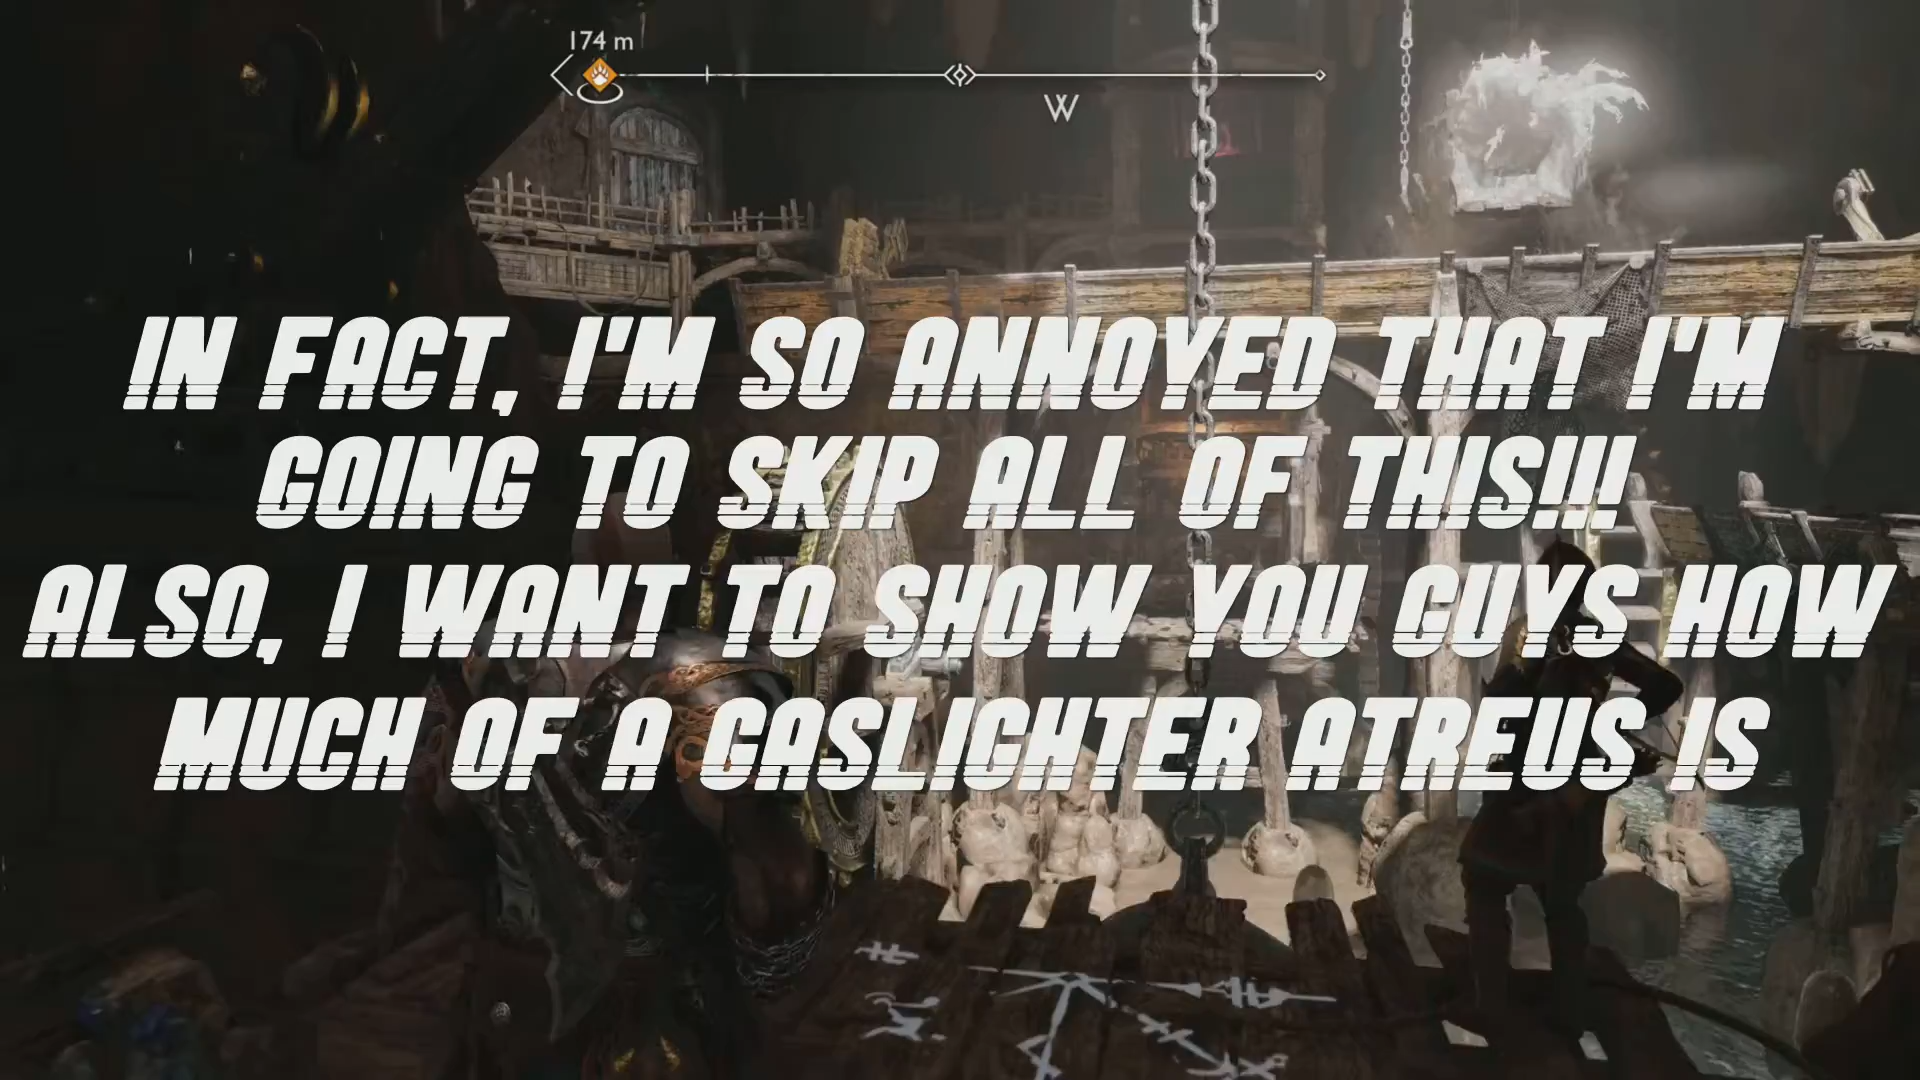 174 m
W
IN FACT, I'M SO ANNOYED THAT I'M
GOING TO SKIP ALL OF THIS!!!
ALSO, I WANT TO SHOW YOU GUYS HOW
MUCH OF A GASLIGHTER ATREUS IS